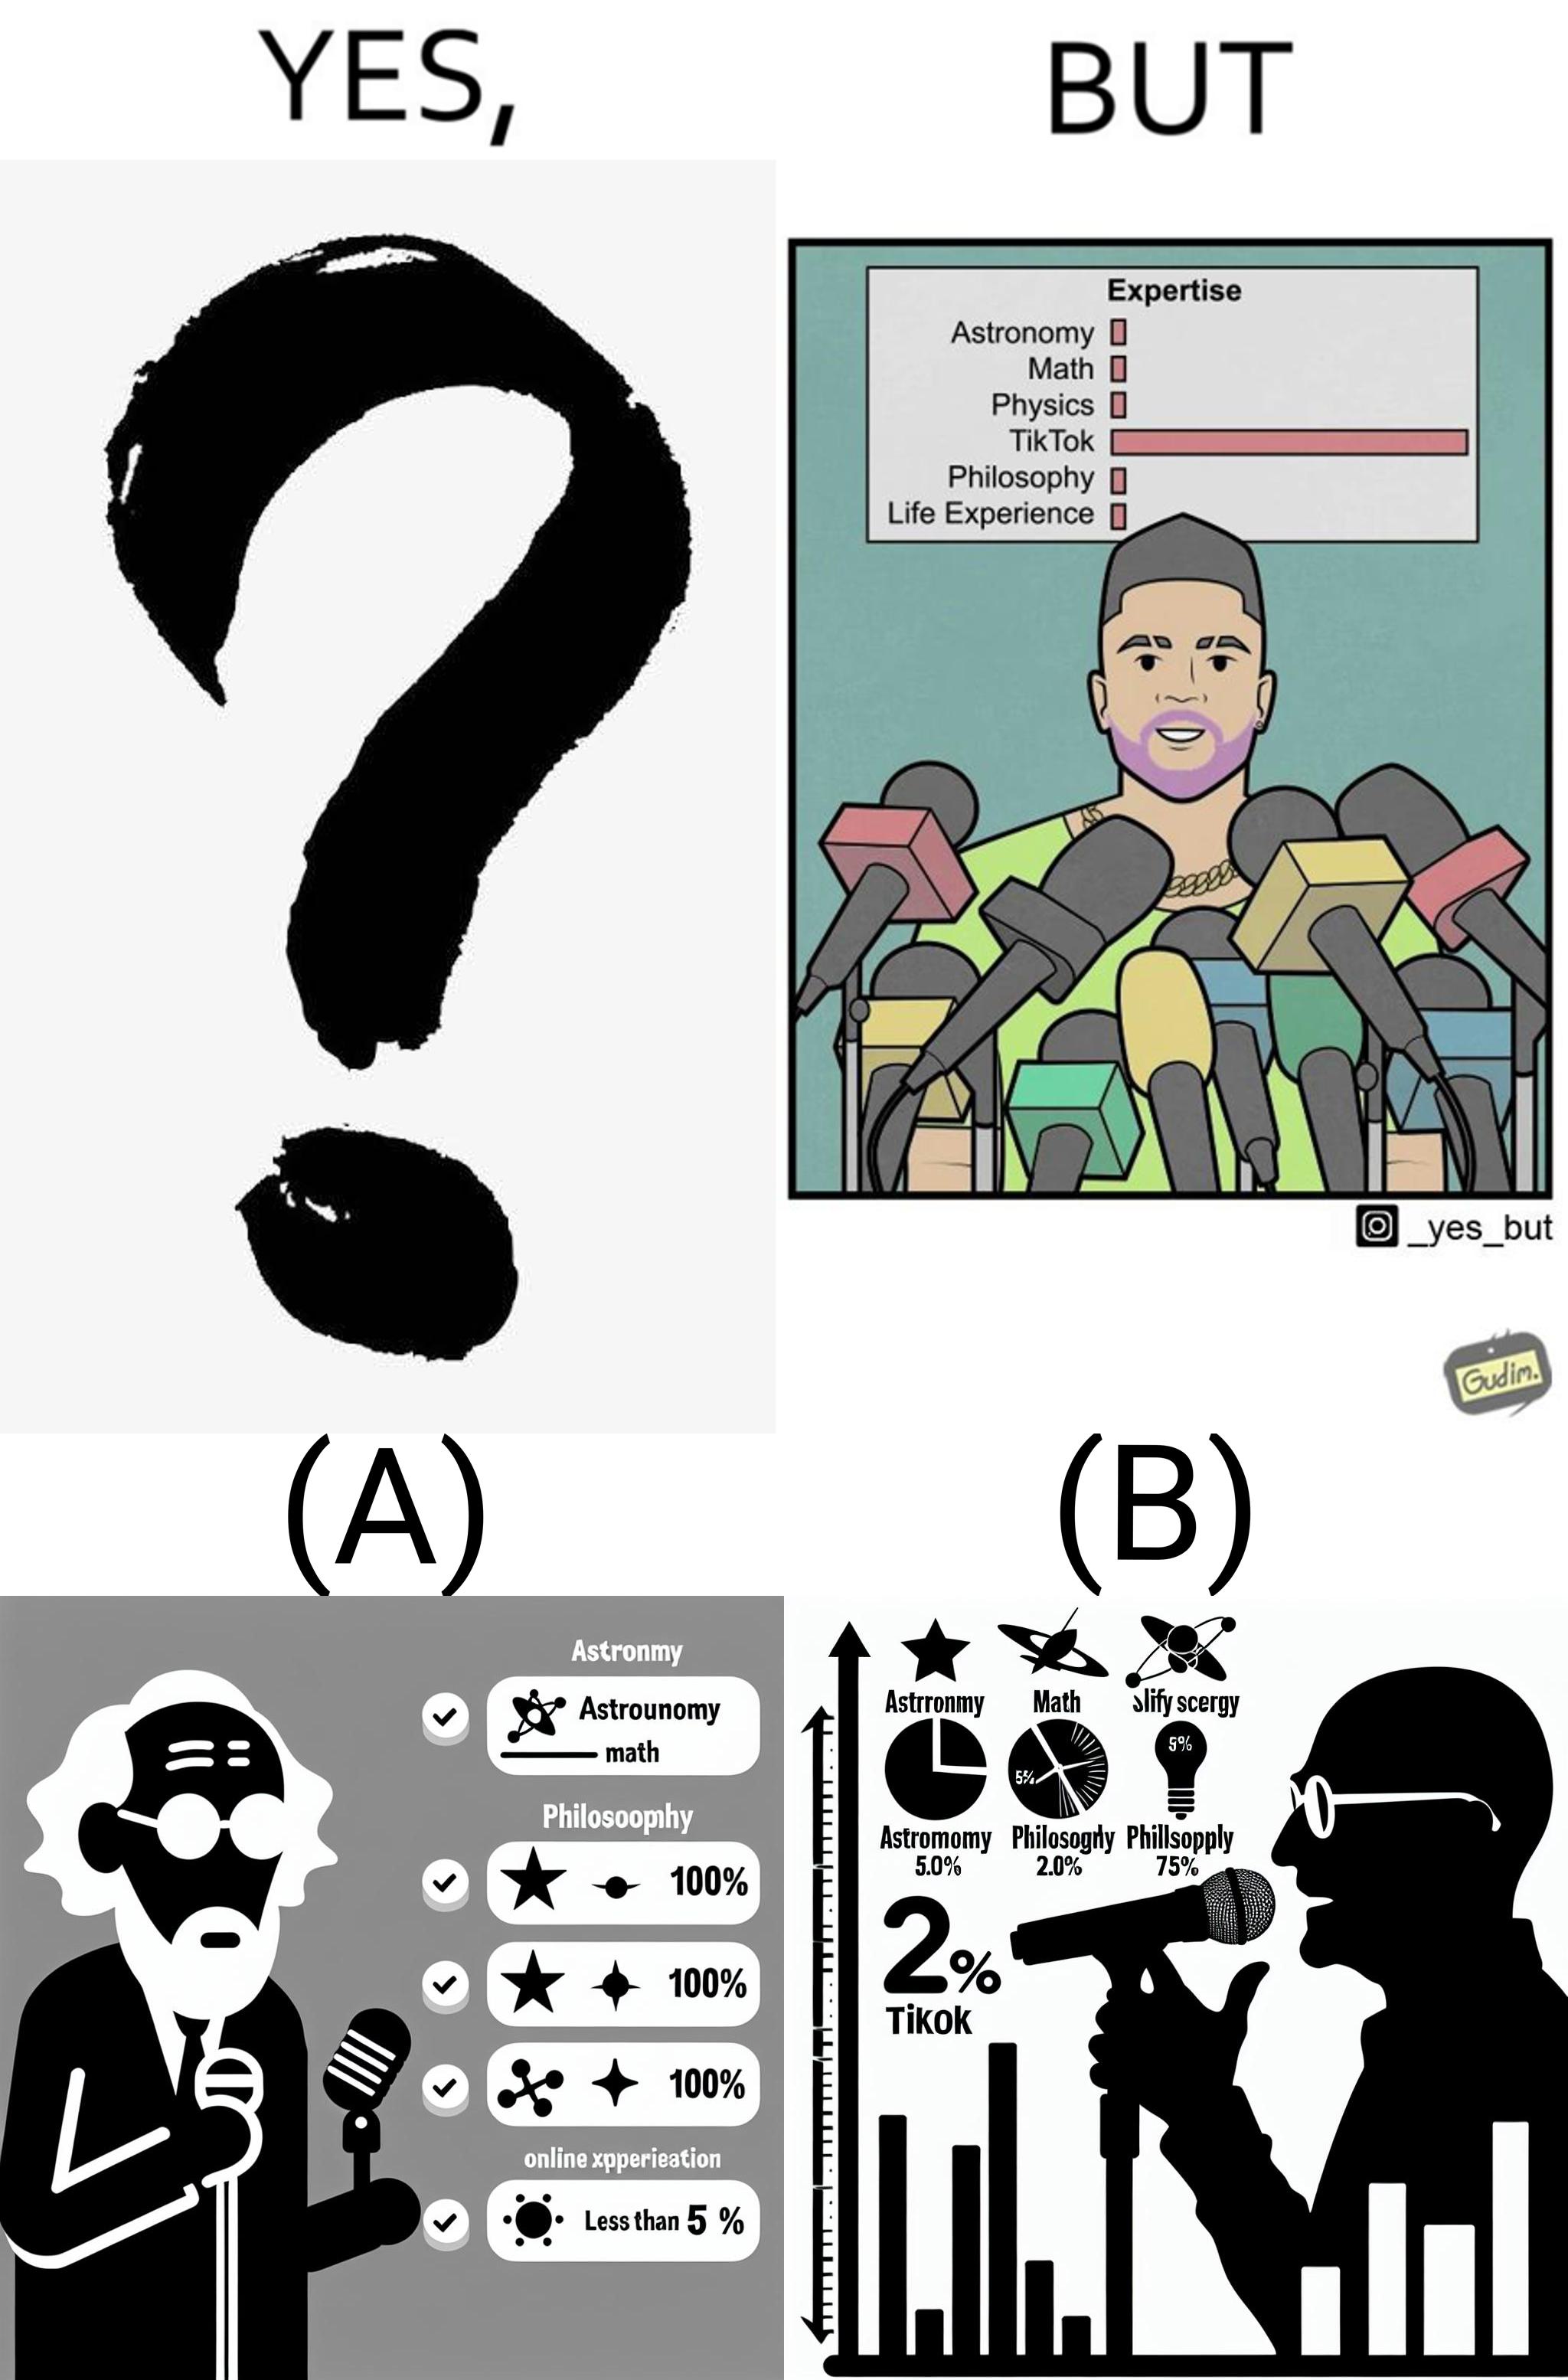 YES, BUT
Expertise
Astronomy
Math
Physics
TikTok
Philosophy
Life Experience
_yes_but
Gudim.
(A) (B)
Astronmy
Astrounomy
math
Philosoophy
100%
100%
100%
online xpperieation
Less than 5 %
Astrronmy Math slify scergy
5% 9%
Astromomy Philosogrly Phillsopply
5.0% 2.0% 75%
2%
Tikok